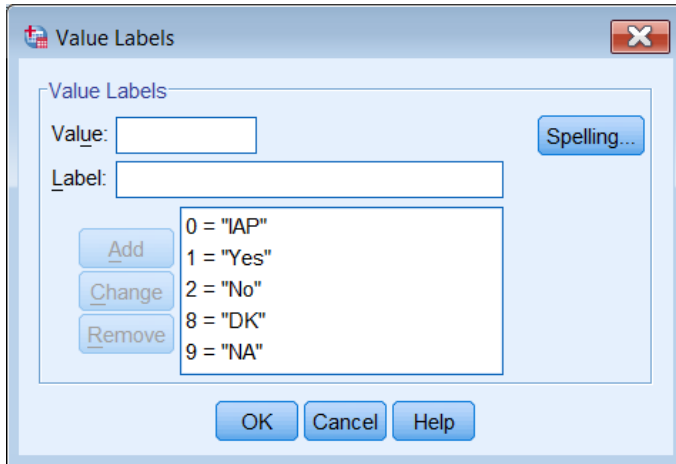 Value Labels
Value Labels
Value:
Spelling...
Label:
Add
Change
Remove
0 = "IAP"
1 = "Yes"
2 = "No"
8 = "DK"
9 = "NA"
OK Cancel Help